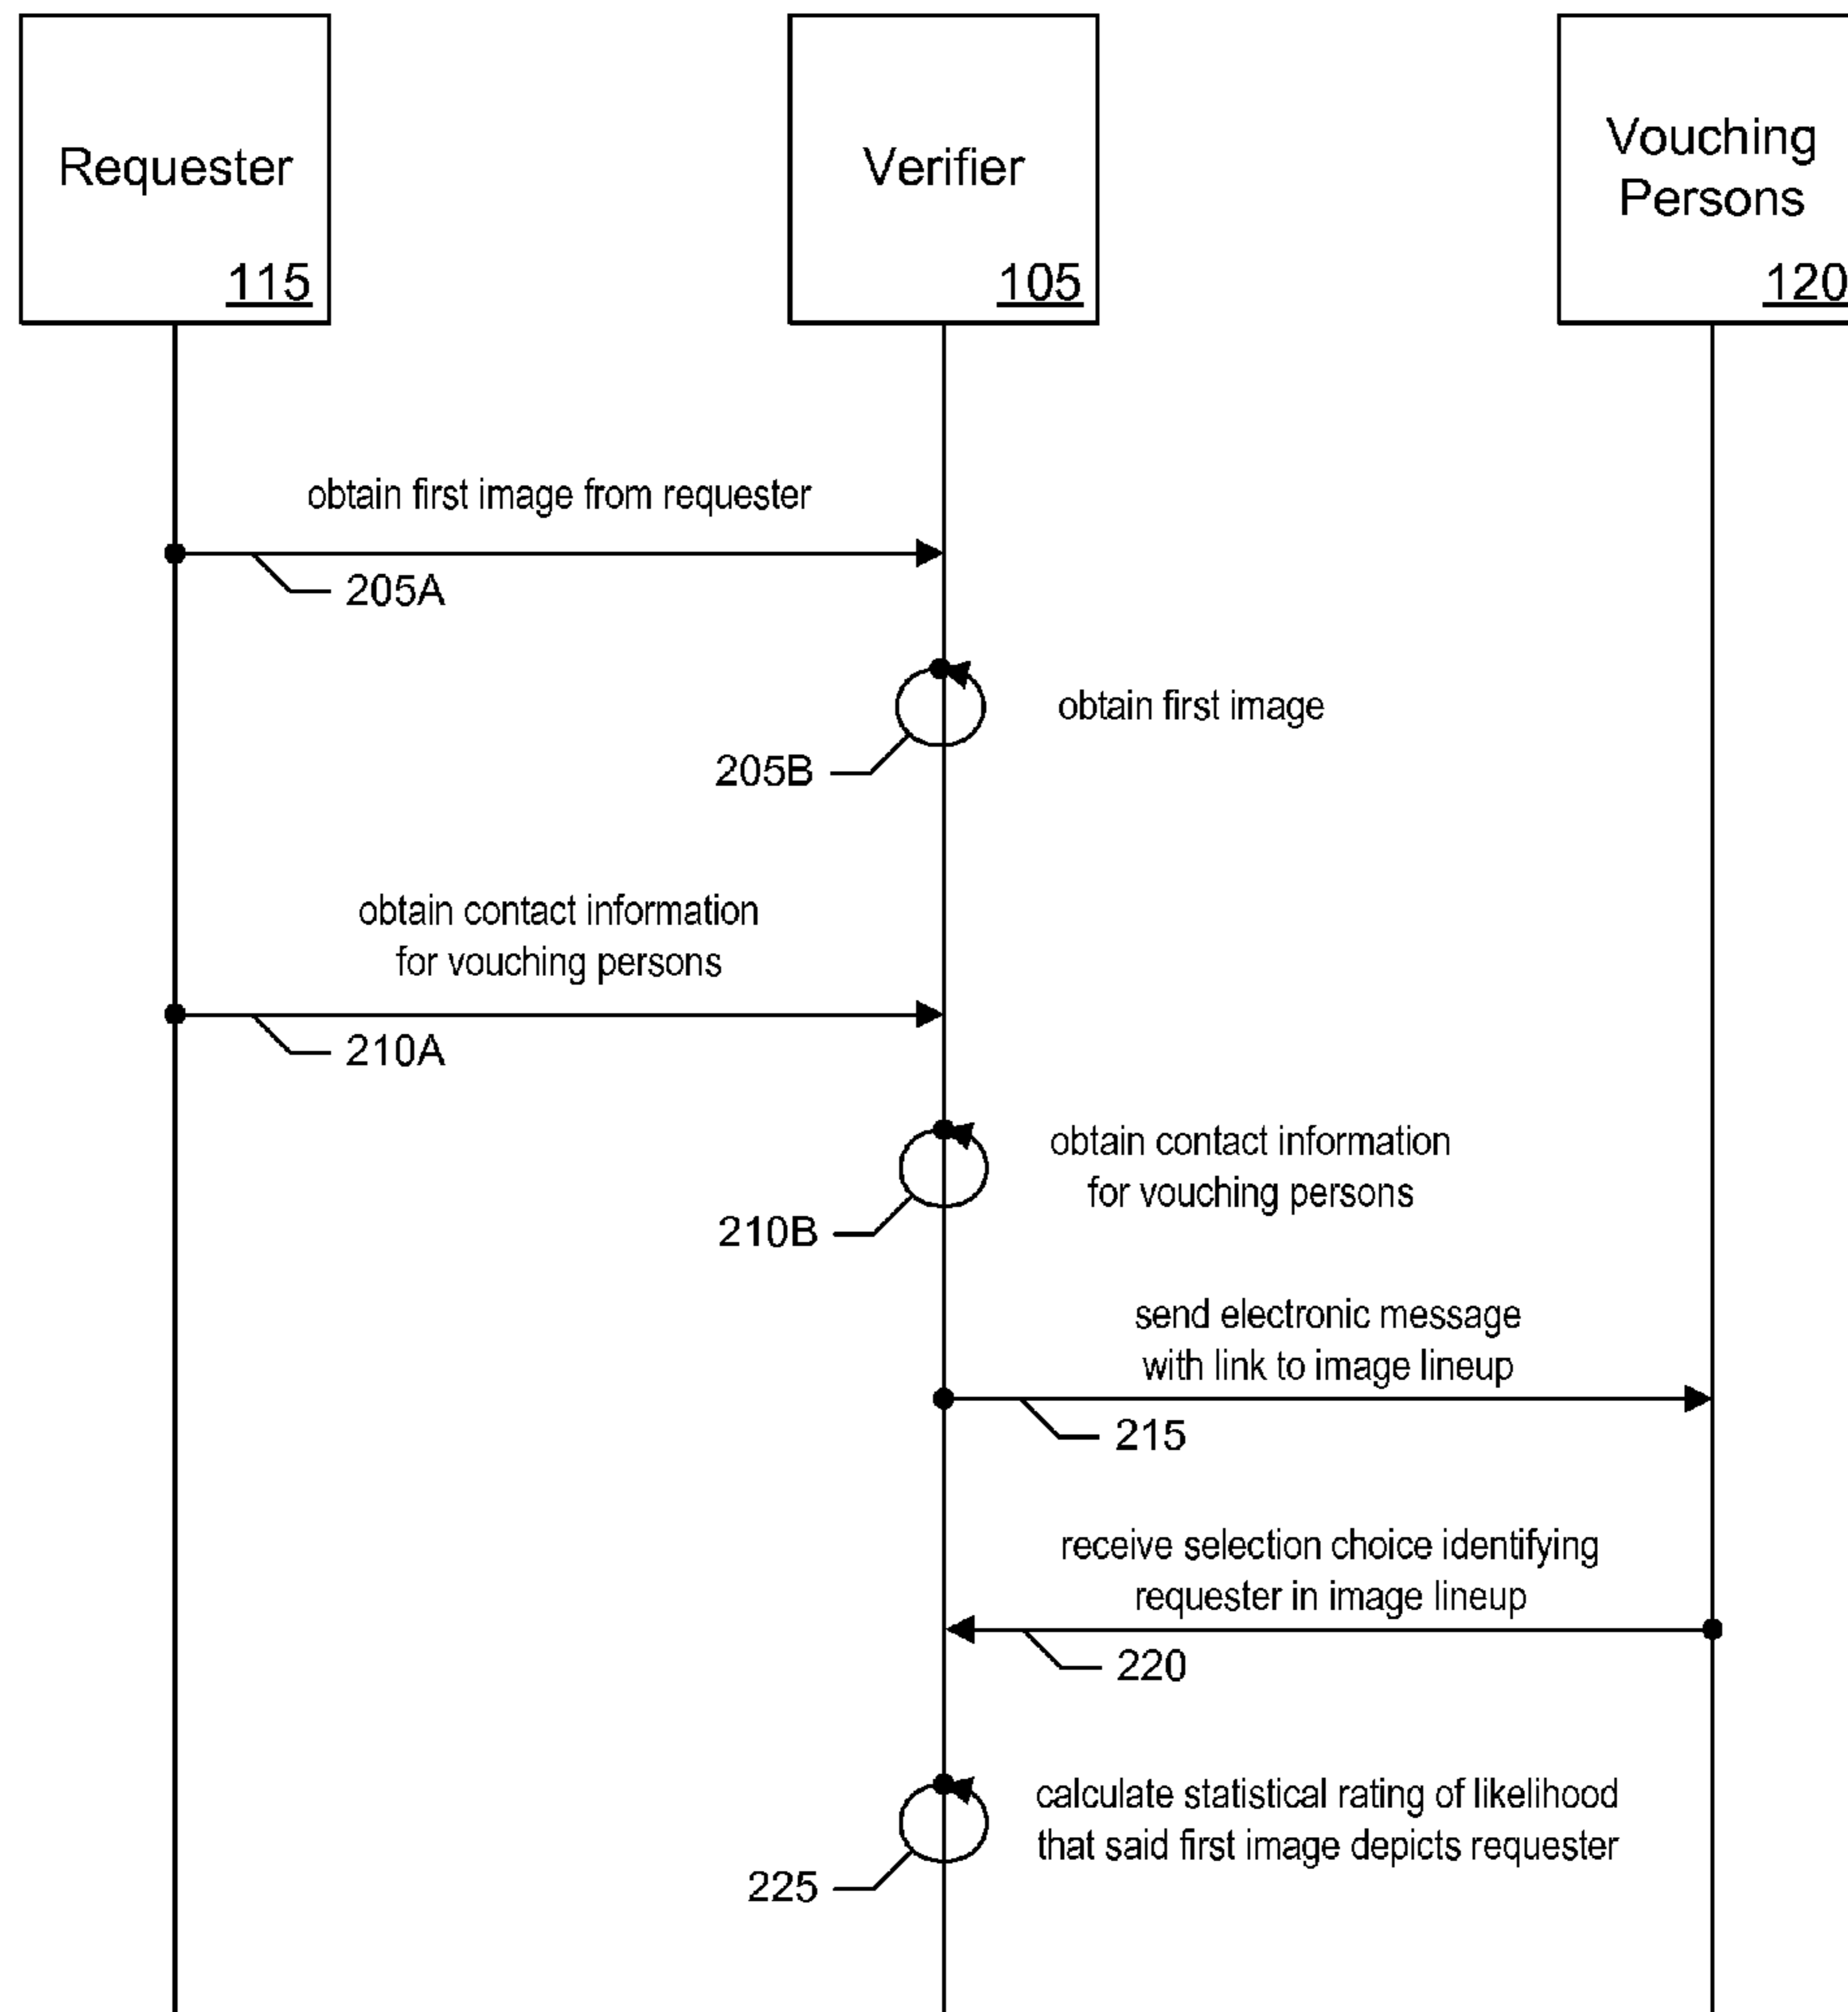 Requester
115
Verifier
105
Vouching
Persons
120
obtain first image from requester
205A
obtain first image
205B
obtain contact information
for vouching persons
210A
obtain contact information
for vouching persons
210B
send electronic message
with link to image lineup
215
receive selection choice identifying
requester in image lineup
220
calculate statistical rating of likelihood
that said first image depicts requester
225